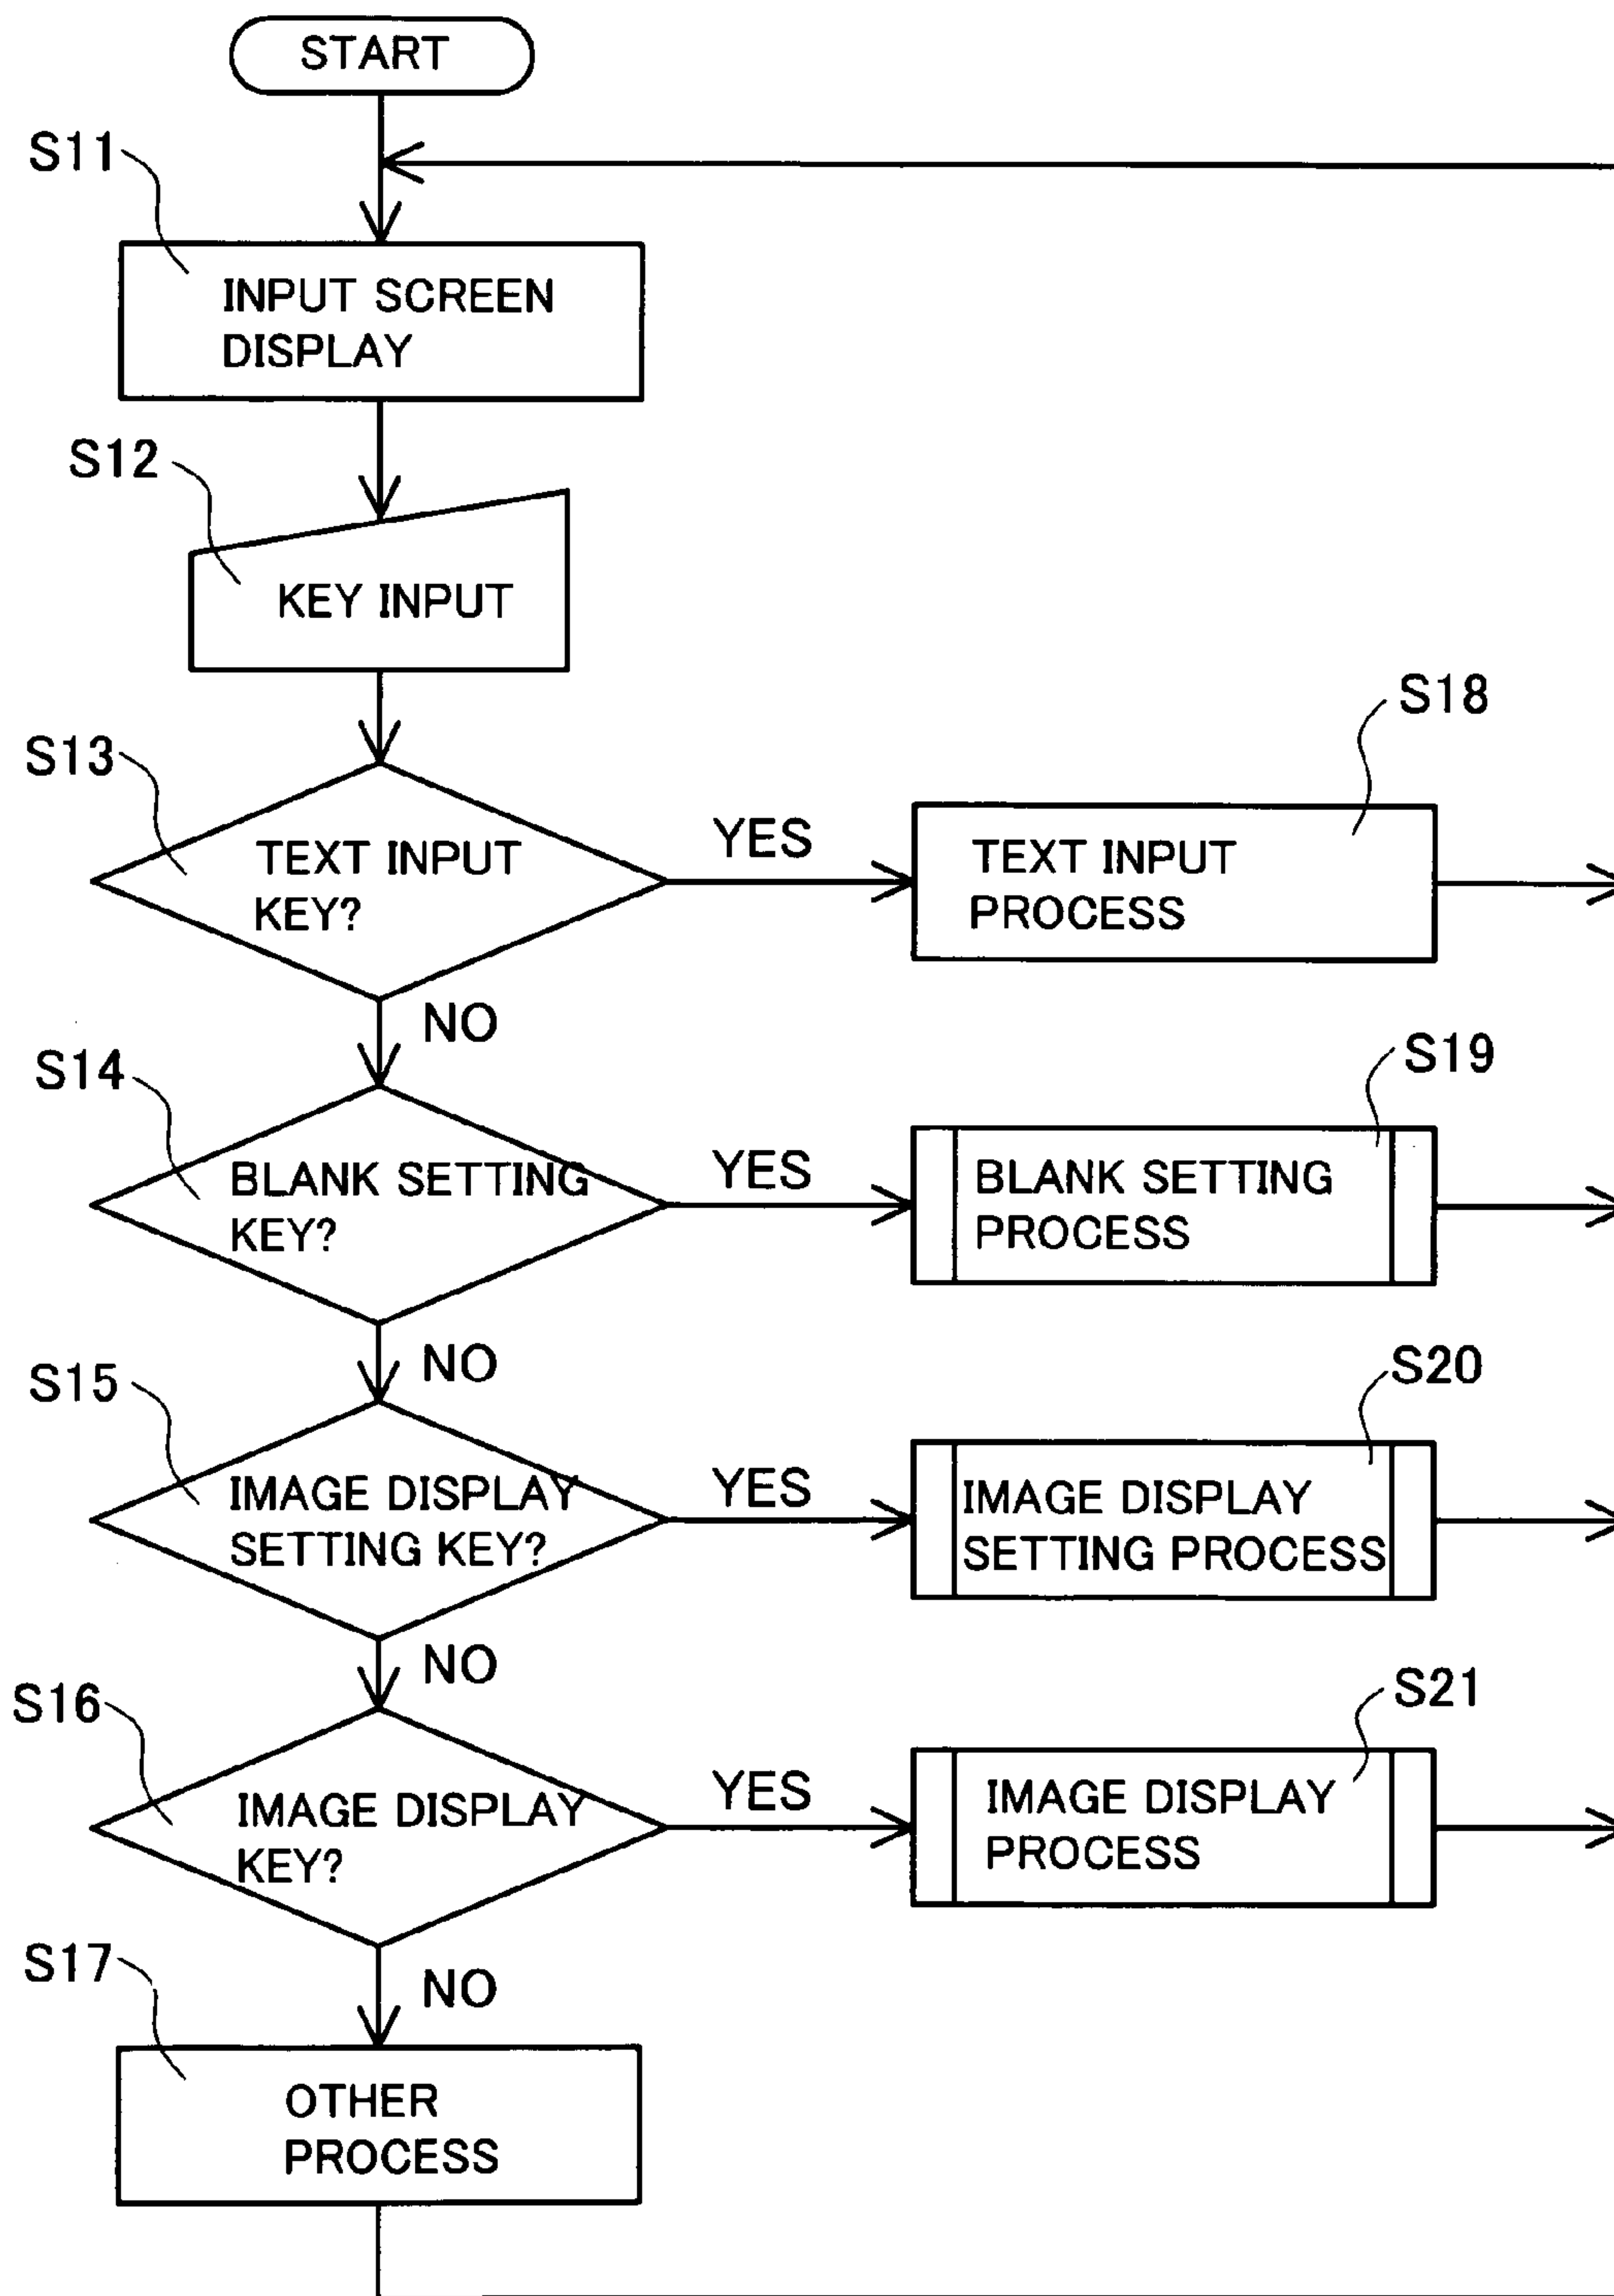 START
S11
INPUT SCREEN
DISPLAY
S12
KEY INPUT
S13
TEXT INPUT
KEY?
YES
S18
TEXT INPUT
PROCESS
NO
S14
BLANK SETTING
KEY?
YES
S19
BLANK SETTING
PROCESS
NO
S15
IMAGE DISPLAY
SETTING KEY?
YES
S20
IMAGE DISPLAY
SETTING PROCESS
NO
S16
IMAGE DISPLAY
KEY?
YES
S21
IMAGE DISPLAY
PROCESS
NO
S17
OTHER
PROCESS